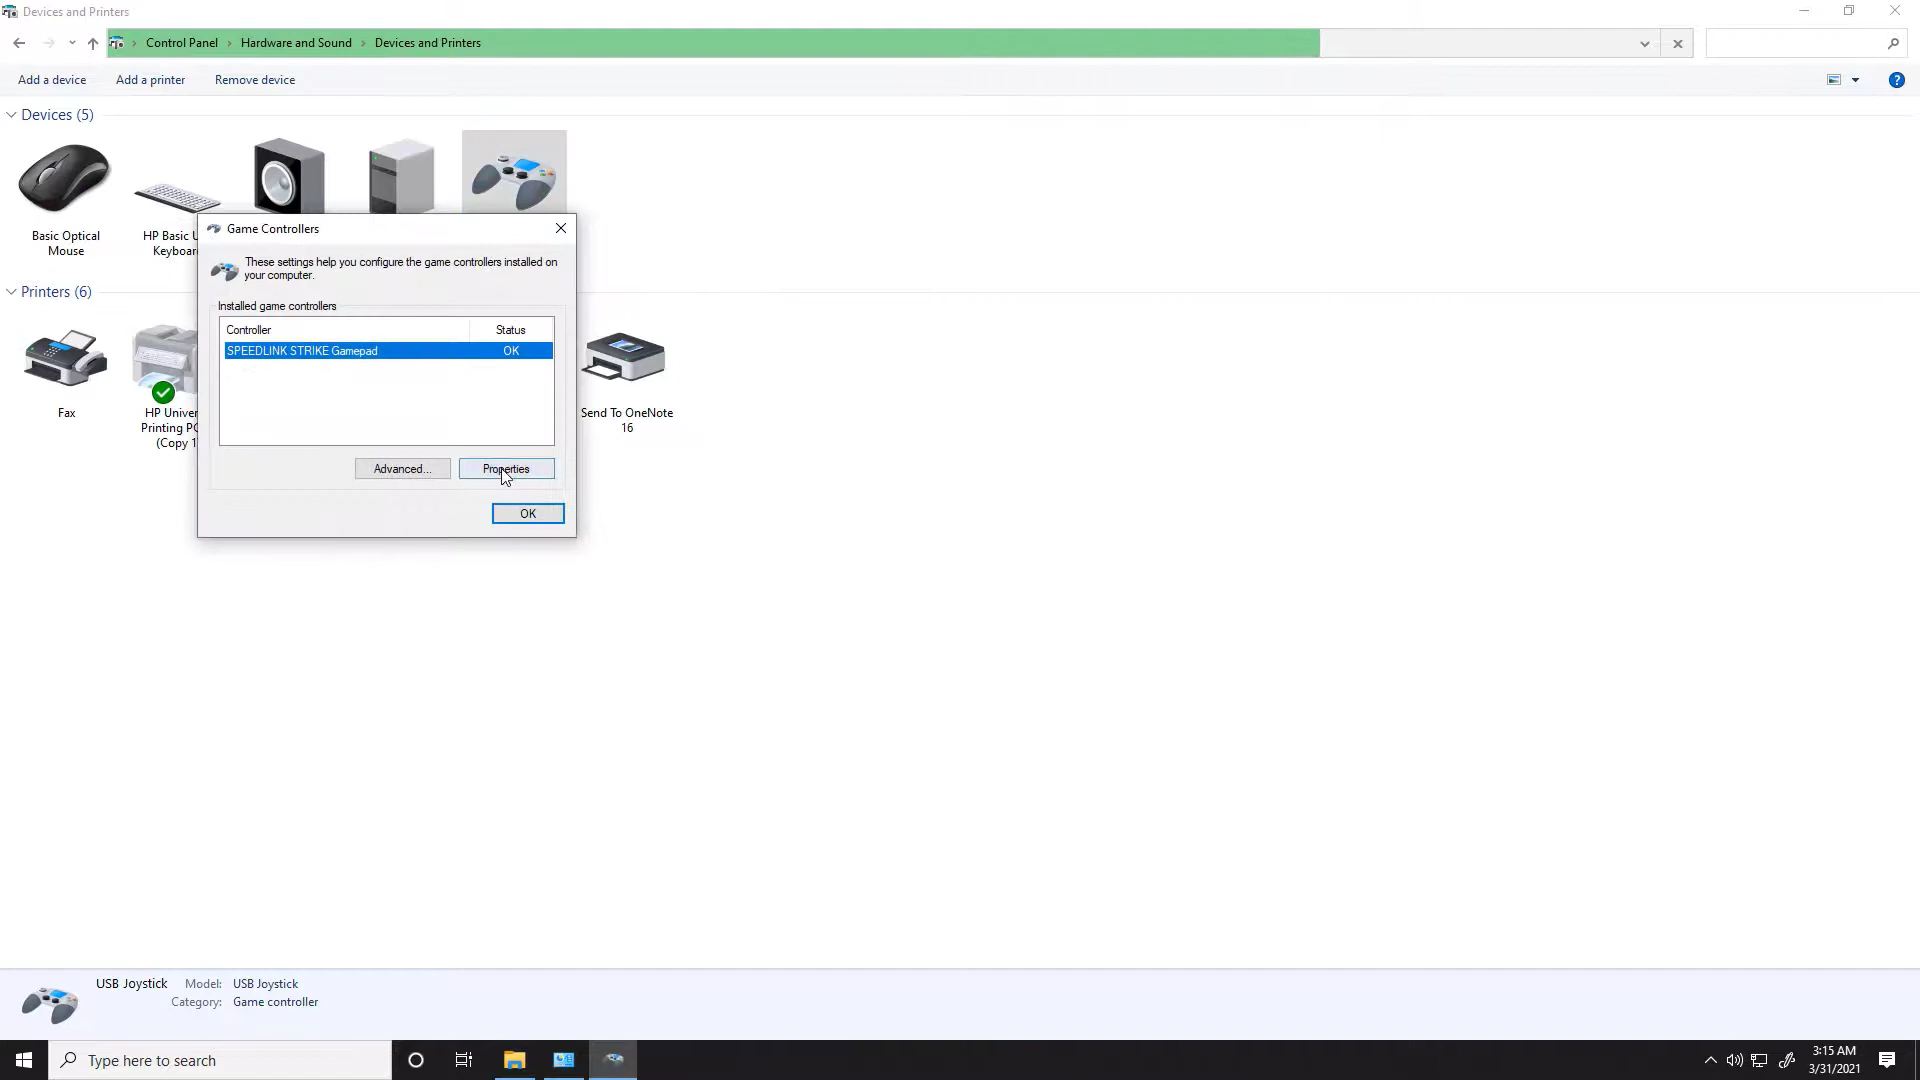 Devices and Printers
Control Panel > Hardware and Sound > Devices and Printers
Add a device Add a printer Remove device
Devices (5)
Basic Optical
Mouse
HP Basic U
Keyboar
Game Controllers
These settings help you configure the game controllers installed on
your computer.
Installed game controllers
Controller Status
SPEEDLINK STRIKE Gamepad OK
Advanced... Properties
OK
Printers (6)
Fax
HP Univer
Printing PC
(Copy 1
Send To OneNote
16
USB Joystick Model: USB Joystick
Category: Game controller
Type here to search
3:15 AM
3/31/2021